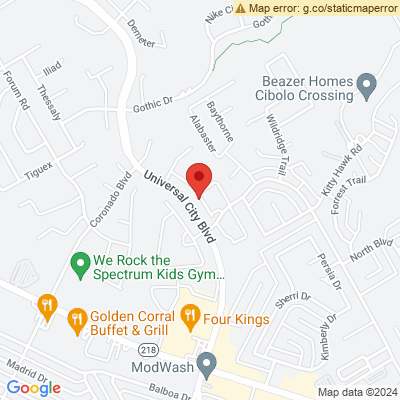 Map error: g.co/staticmaperror
Nike Ci
Demeter
Iliad
Forum Rd
Thessaly
Gothic Dr
Beazer Homes
Cibolo Crossing
Baythorne
Alabaster
Wildridge Trail
Tiguex
Kitty Hawk Rd
Forrest Trail
Coronado Blvd
Universal City Blvd
North Blvd
Persia Dr
We Rock the
Spectrum Kids Gym...
Sherri Dr
Golden Corral
Buffet & Grill
Four Kings
Kimberly Dr
218
ModWash
Madrid Dr
Balboa Dr
Google
Map data ©2024